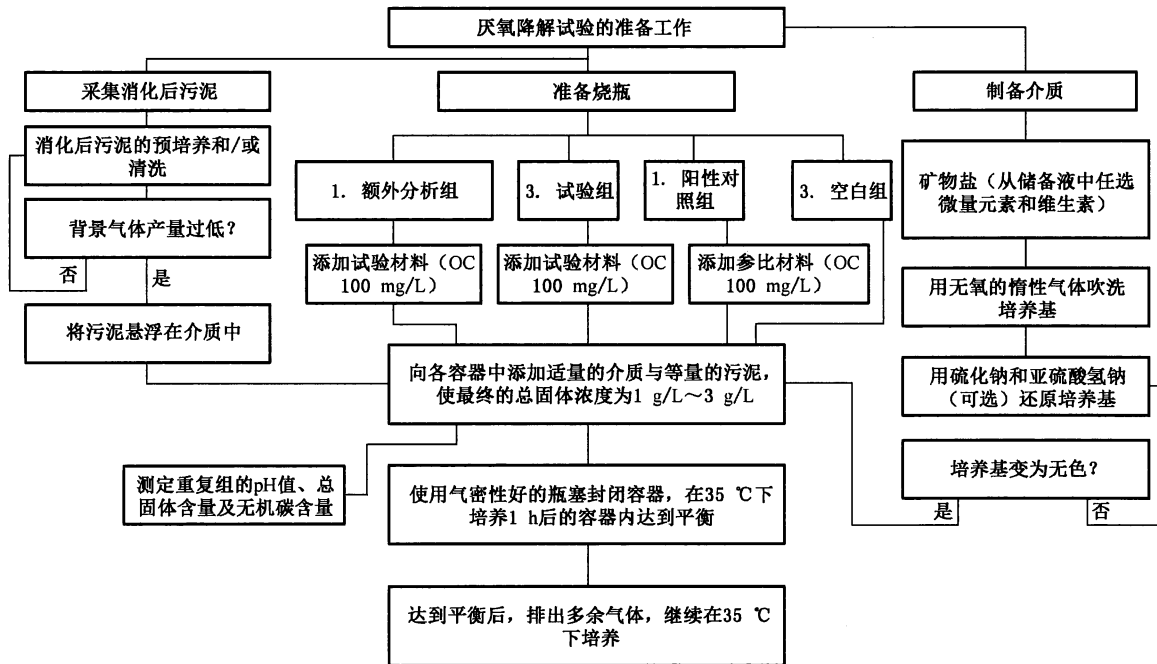 厌氧降解试验的准备工作
采集消化后污泥
准备烧瓶
制备介质
消化后污泥的预培养和/或
清洗
背景气体产量过低?
否
是
将污泥悬浮在介质中
1. 额外分析组
3. 试验组
1. 阳性对
照组
3. 空白组
添加试验材料（OC
100 mg/L）
添加试验材料（OC
100 mg/L）
添加参比材料（OC
100 mg/L）
矿物盐（从储备液中任选
微量元素和维生素）
用无氧的惰性气体吹洗
培养基
用硫化钠和亚硫酸氢钠
（可选）还原培养基
培养基变为无色?
是
否
向各容器中添加适量的介质与等量的污泥，
使最终的总固体浓度为1 g/L～3 g/L
测定重复组的pH值、总
固体含量及无机碳含量
使用气密性好的瓶塞封闭容器，在35 ℃下
培养1 h后的容器内达到平衡
达到平衡后，排出多余气体，继续在35 ℃
下培养